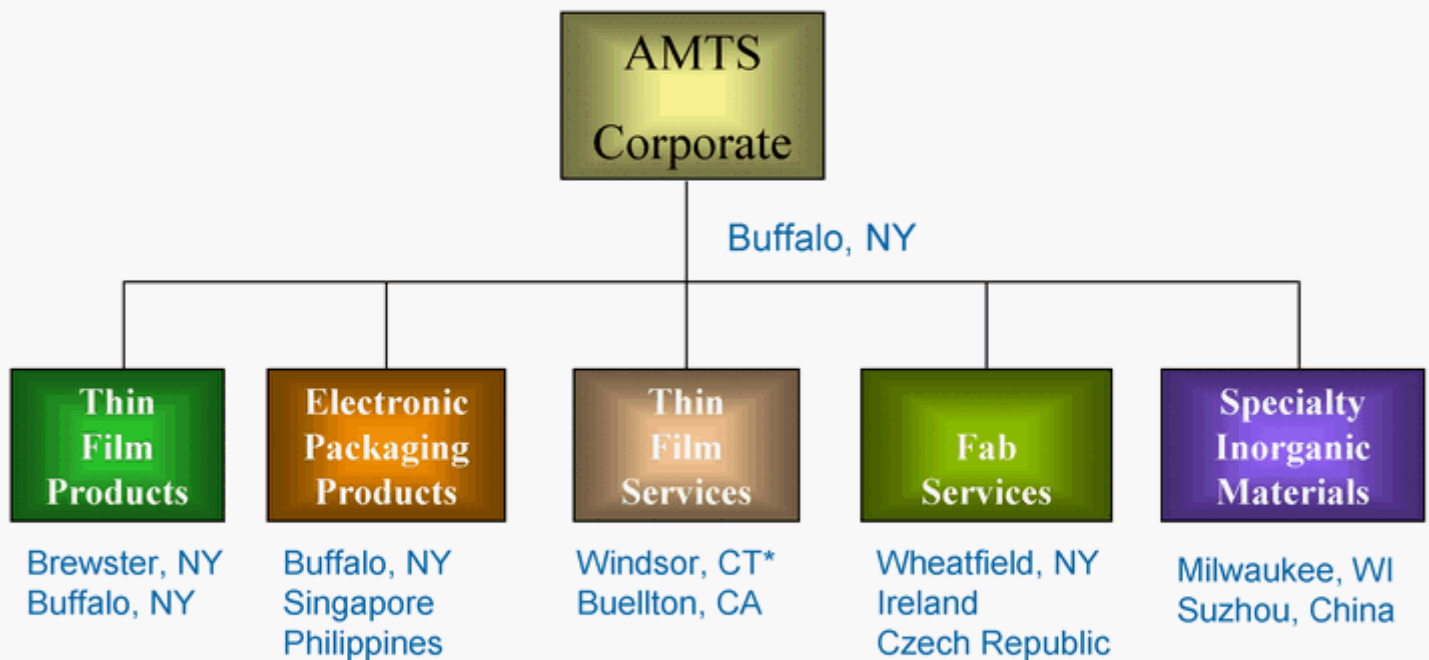 AMTS
Corporate
Buffalo, NY
Thin
Film
Products
Electronic
Packaging
Products
Thin
Film
Services
Fab
Services
Specialty
Inorganic
Materials
Brewster, NY
Buffalo, NY
Buffalo, NY
Singapore
Philippines
Windsor, CT*
Buellton, CA
Wheatfield, NY
Ireland
Czech Republic
Milwaukee, WI
Suzhou, China